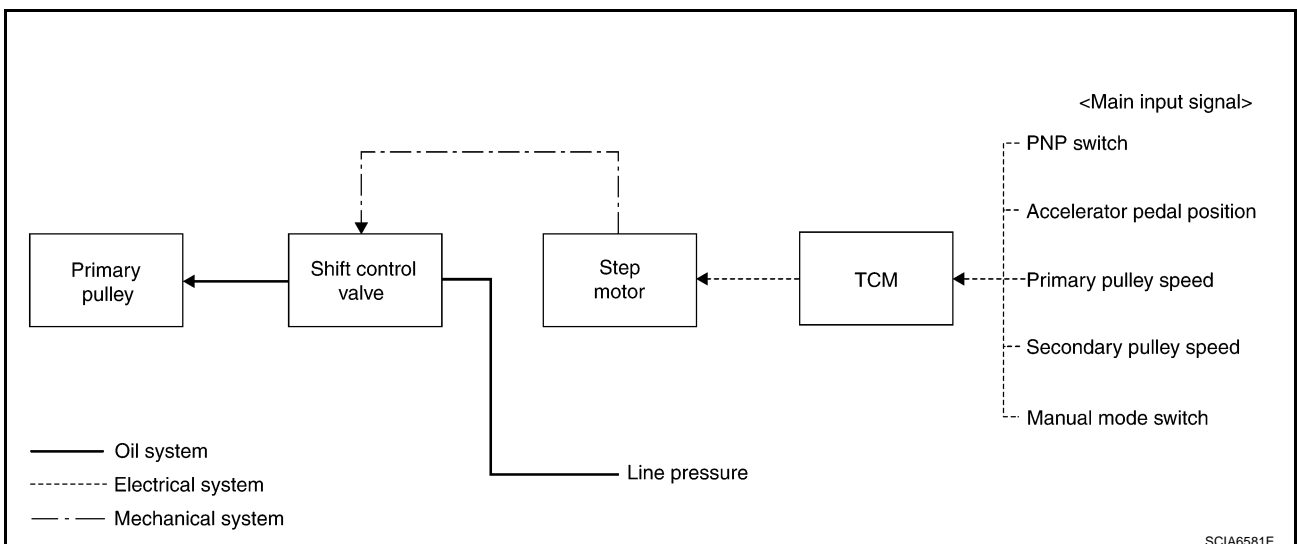 <Main input signal>
PNP switch
Accelerator pedal position
Primary pulley speed
Secondary pulley speed
Manual mode switch
Primary
pulley
Shift control
valve
Step
motor
TCM
Line pressure
Oil system
Electrical system
Mechanical system
SCIA6581E